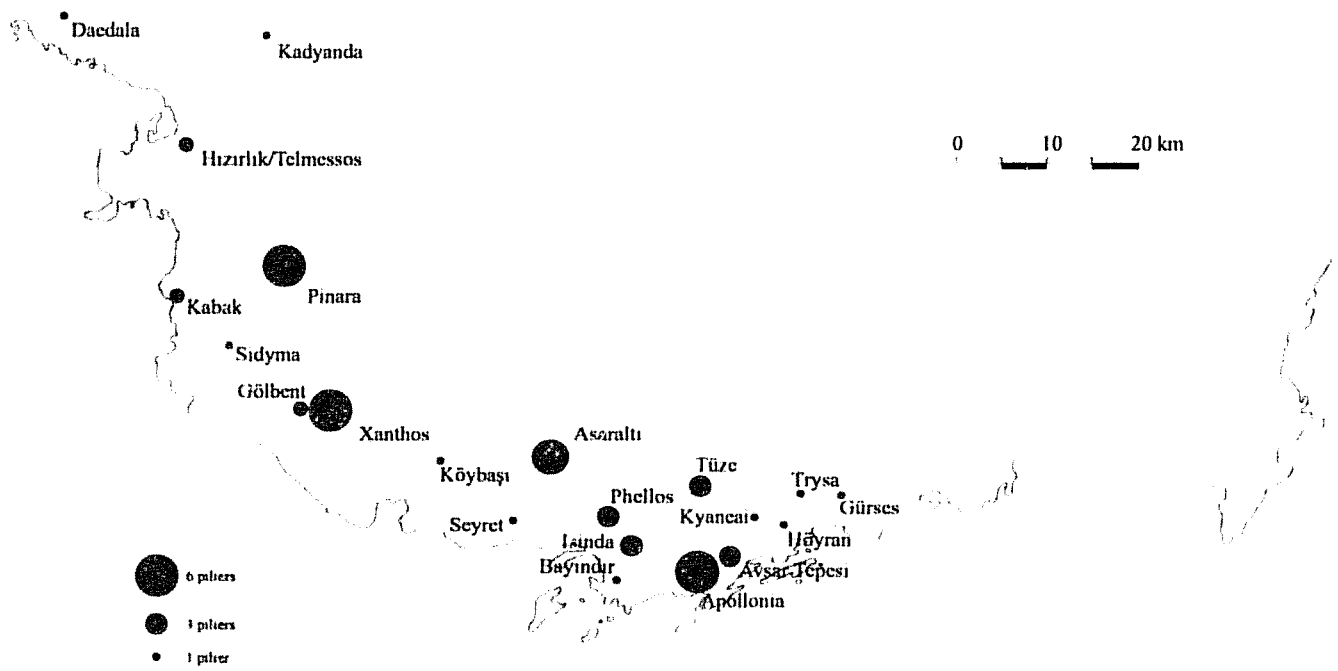 Daedala
Kadyanda
Hızırlık/Telmessos
0 10 20 km
Pinara
Kabak
Sidyma
Gölbent
Xanthos
Asaraltı
Köybaşı
Tüze
Trysa
Gürses
Phellos
Kyaneai
Seyret
Hoyran
Isinda
Bayındır
Avşar Tepesi
Apollonia
6 piliers
3 piliers
1 pilier